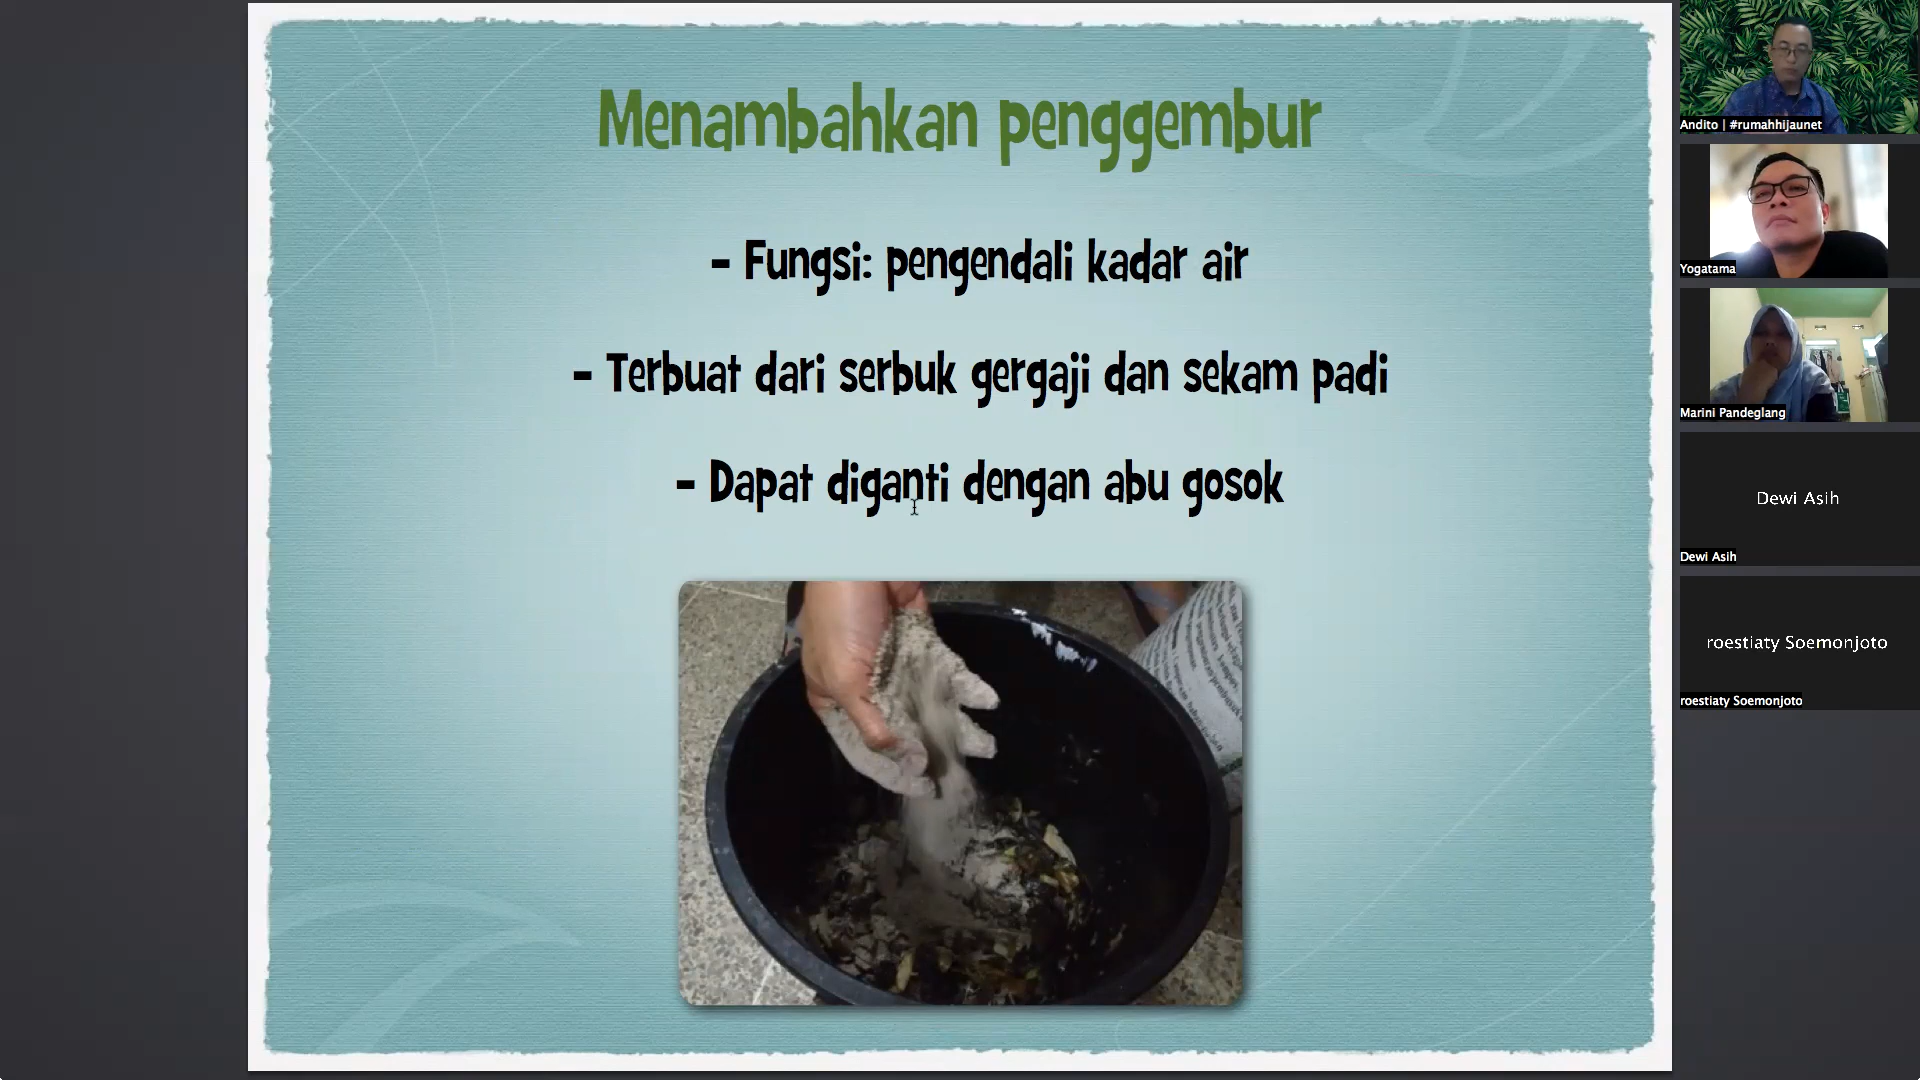 Menambahkan penggembur
- Fungsi: pengendali kadar air
- Terbuat dari serbuk gergaji dan sekam padi
- Dapat diganti dengan abu gosok
Andito | #rumahhijaunet
Yogatama
Marini Pandeglang
Dewi Asih
Dewi Asih
roestiaty Soemonjoto
roestiaty Soemonjoto